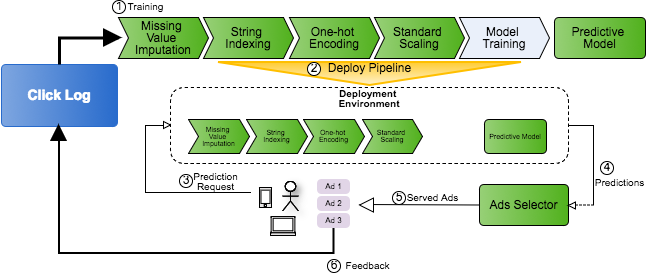 ① Training
Missing
Value
Imputation
String
Indexing
One-hot
Encoding
Standard
Scaling
Model
Training
Predictive
Model
② Deploy Pipeline
Click Log
Deployment
Environment
Missing
Value
Imputation
String
Indexing
One-hot
Encoding
Standard
Scaling
Predictive Model
③ Prediction
Request
④
Predictions
Ad 1
Ad 2
Ad 3
⑤ Served Ads
Ads Selector
⑥ Feedback